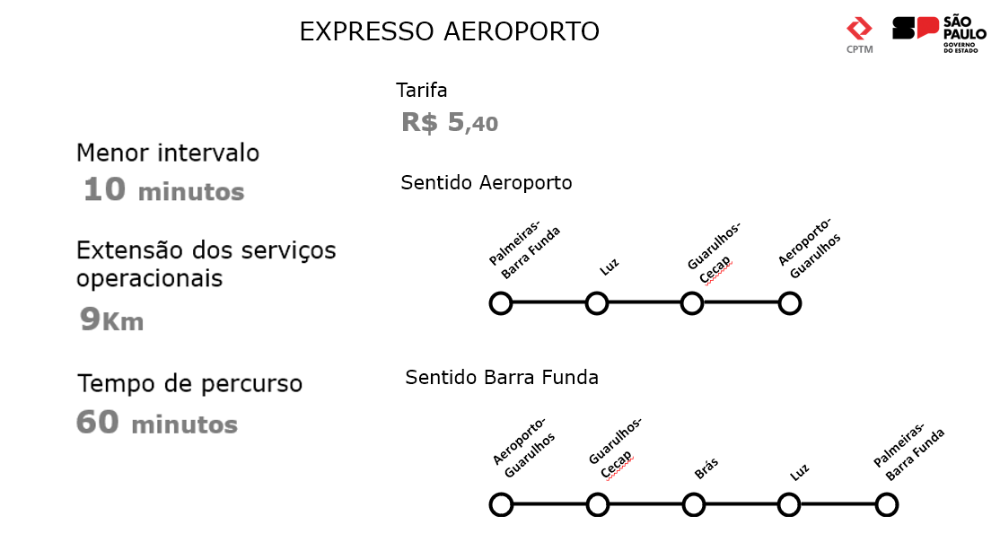 EXPRESSO AEROPORTO
CPTM
SP
SÃO
PAULO
GOVERNO
DO ESTADO
Tarifa
R$ 5,40
Menor intervalo
10 minutos
Extensão dos serviços
operacionais
9Km
Tempo de percurso
60 minutos
Sentido Aeroporto
Palmeiras-
Barra Funda
Luz
Guarulhos-
Cecap
Aeroporto-
Guarulhos
Sentido Barra Funda
Aeroporto-
Guarulhos
Guarulhos-
Cecap
Brás
Luz
Palmeiras-
Barra Funda